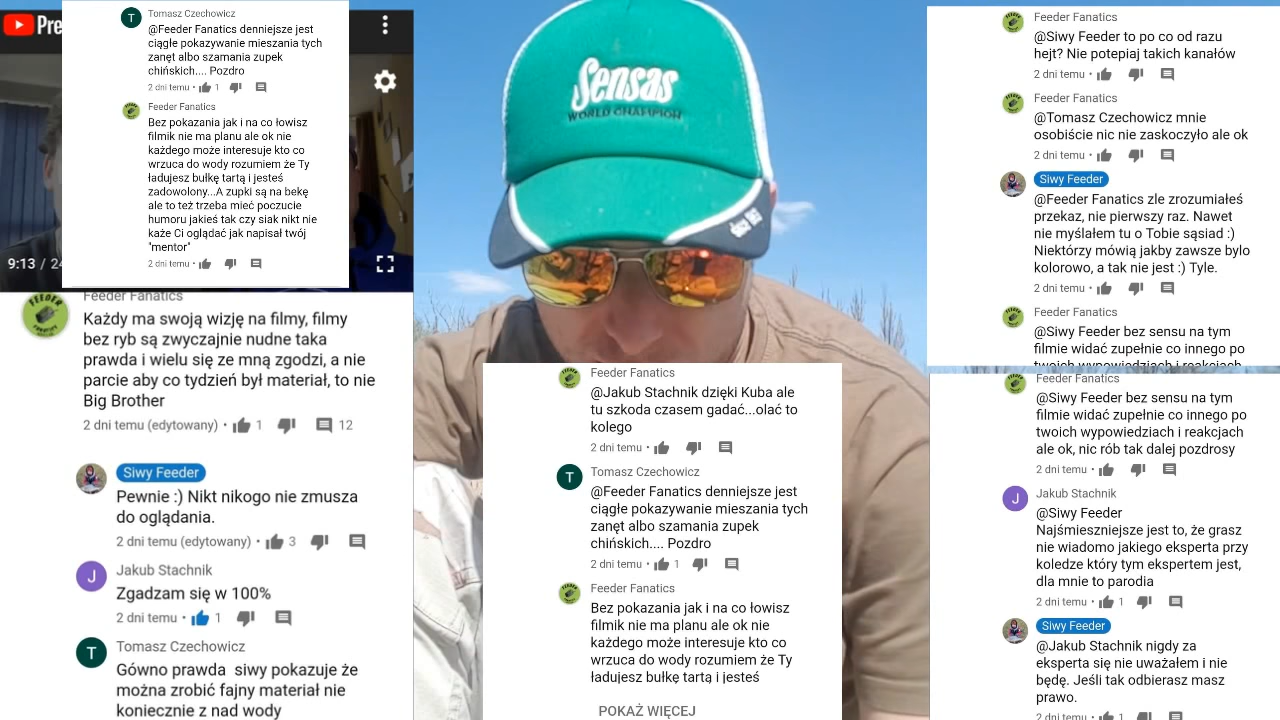 Pre
Tomasz Czechowicz
@Feeder Fanatics denniejsze jest
ciągłe pokazywanie mieszania tych
zanęt albo szamania zupek
chińskich.... Pozdro
2 dni temu • 1
Feeder Fanatics
Bez pokazania jak i na co łowisz
filmik nie ma planu ale ok nie
każdego może interesuje kto co
wrzuca do wody rozumiem że Ty
ładujesz bułkę tartą i jesteś
zadowolony...A zupki są na bekę
ale to też trzeba mieć poczucie
humoru jakieś tak czy siak nikt nie
każe Ci oglądać jak napisał twój
"mentor"
2 dni temu •
9:13 / 24
Feeder Fanatics
Każdy ma swoją wizję na filmy, filmy
bez ryb są zwyczajnie nudne taka
prawda i wielu się ze mną zgodzi, a nie
parcie aby co tydzień był materiał, to nie
Big Brother
2 dni temu (edytowany) • 1 12
Siwy Feeder
Pewnie :) Nikt nikogo nie zmusza
do oglądania.
2 dni temu (edytowany) • 3
J
Jakub Stachnik
Zgadzam się w 100%
2 dni temu • 1
T
Tomasz Czechowicz
Gówno prawda siwy pokazuje że
można zrobić fajny materiał nie
koniecznie z nad wody
Sensas
WORLD CHAMPION
Feeder Fanatics
@Jakub Stachnik dzięki Kuba ale
tu szkoda czasem gadać...olać to
kolego
2 dni temu •
T
Tomasz Czechowicz
@Feeder Fanatics denniejsze jest
ciągłe pokazywanie mieszania tych
zanęt albo szamania zupek
chińskich.... Pozdro
2 dni temu • 1
Feeder Fanatics
Bez pokazania jak i na co łowisz
filmik nie ma planu ale ok nie
każdego może interesuje kto co
wrzuca do wody rozumiem że Ty
ładujesz bułkę tartą i jesteś
POKAŻ WIĘCEJ
Feeder Fanatics
@Siwy Feeder to po co od razu
hejt? Nie potepiaj takich kanałów
2 dni temu •
Feeder Fanatics
@Tomasz Czechowicz mnie
osobiście nic nie zaskoczyło ale ok
2 dni temu •
Siwy Feeder
@Feeder Fanatics zle zrozumiałeś
przekaz, nie pierwszy raz. Nawet
nie myślałem tu o Tobie sąsiad :)
Niektórzy mówią jakby zawsze bylo
kolorowo, a tak nie jest :) Tyle.
2 dni temu •
Feeder Fanatics
@Siwy Feeder bez sensu na tym
filmie widać zupełnie co innego po
twoich wypowiedziach i reakcjach
Feeder Fanatics
@Siwy Feeder bez sensu na tym
filmie widać zupełnie co innego po
twoich wypowiedziach i reakcjach
ale ok, nic rób tak dalej pozdrosy
2 dni temu •
J
Jakub Stachnik
@Siwy Feeder
Najśmieszniejsze jest to, że grasz
nie wiadomo jakiego eksperta przy
koledze który tym ekspertem jest,
dla mnie to parodia
2 dni temu • 1
Siwy Feeder
@Jakub Stachnik nigdy za
eksperta się nie uważałem i nie
będę. Jeśli tak odbierasz masz
prawo.
2 dni temu • 1